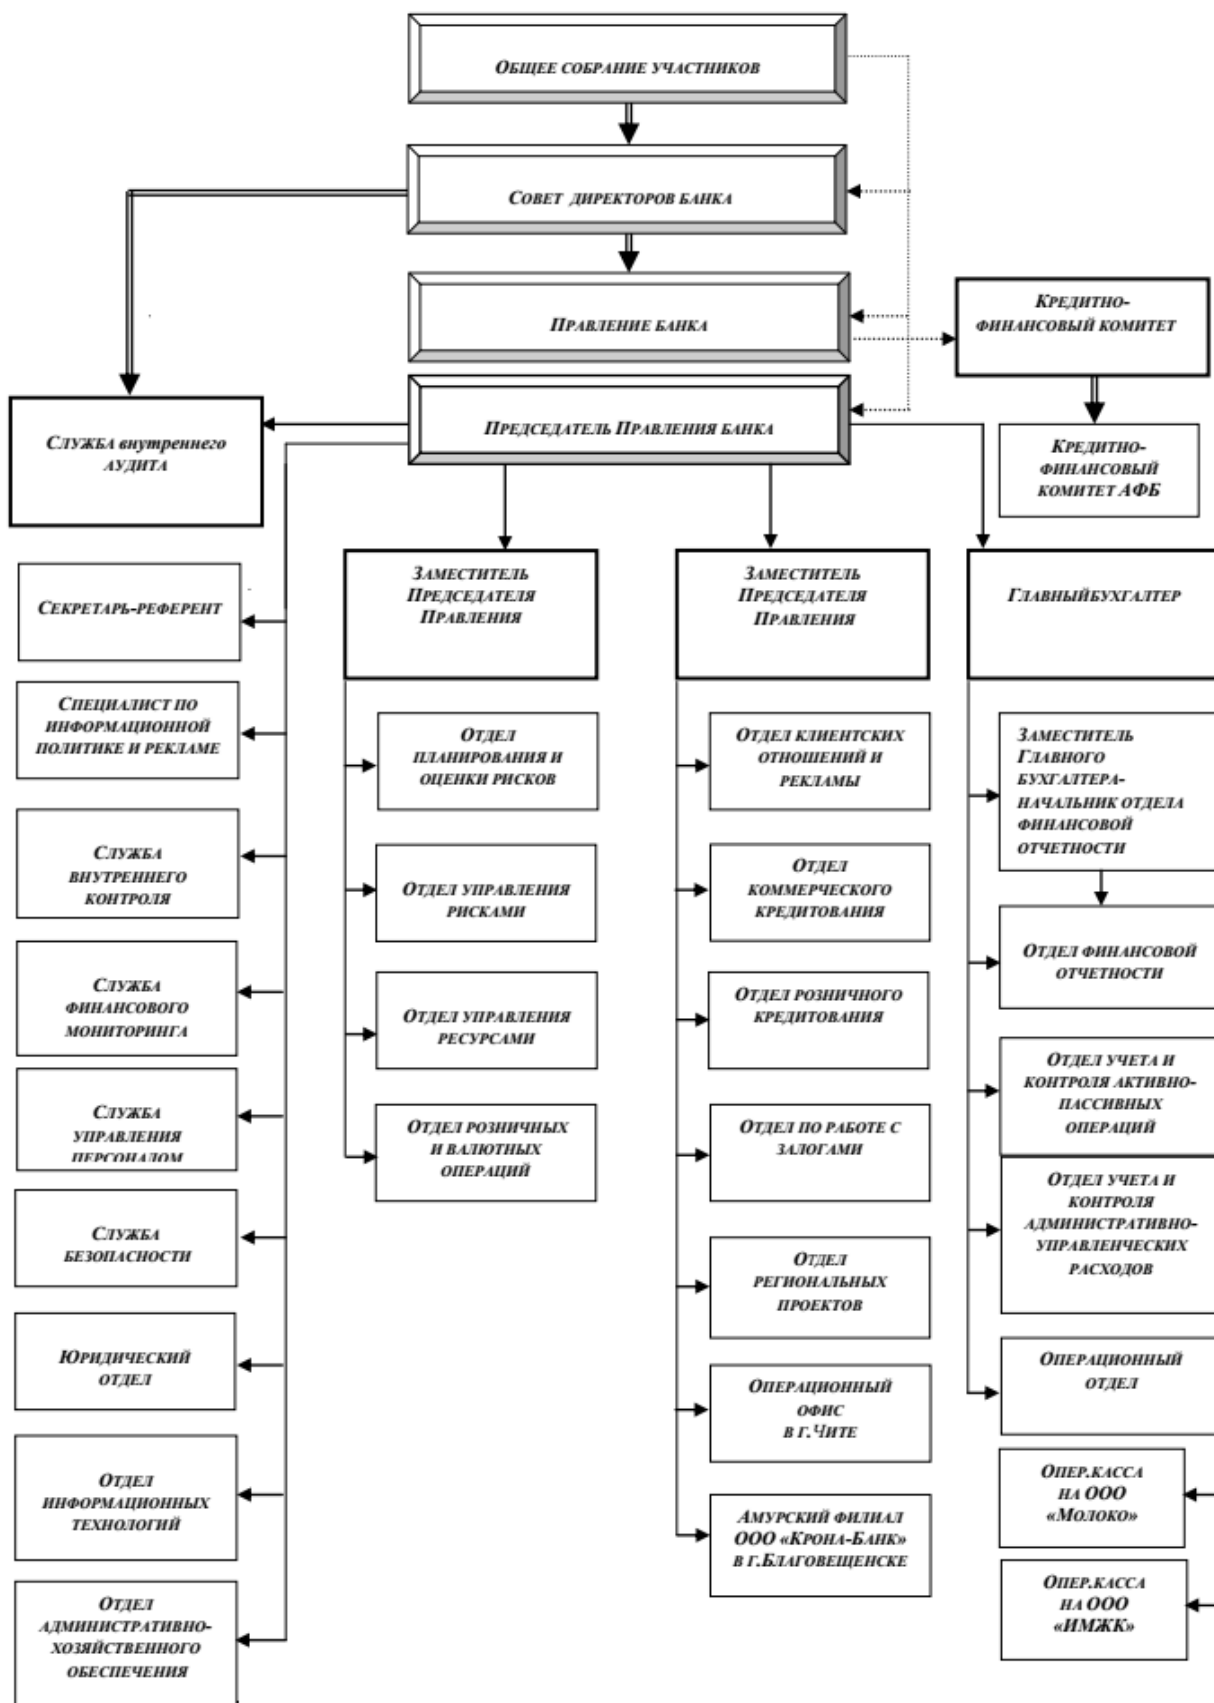 ОБЩЕЕ СОБРАНИЕ УЧАСТНИКОВ
СОВЕТ ДИРЕКТОРОВ БАНКА
ПРАВЛЕНИЕ БАНКА
КРЕДИТНО-
ФИНАНСОВЫЙ КОМИТЕТ
ПРЕДСЕДАТЕЛЬ ПРАВЛЕНИЯ БАНКА
СЛУЖБА внутреннего
АУДИТА
КРЕДИТНО-
ФИНАНСОВЫЙ
КОМИТЕТ АФБ
СЕКРЕТАРЬ-РЕФЕРЕНТ
СПЕЦИАЛИСТ ПО
ИНФОРМАЦИОННОЙ
ПОЛИТИКЕ И РЕКЛАМЕ
СЛУЖБА
ВНУТРЕННЕГО
КОНТРОЛЯ
СЛУЖБА
ФИНАНСОВОГО
МОНИТОРИНГА
СЛУЖБА
УПРАВЛЕНИЯ
ПЕРСОНАЛОМ
СЛУЖБА
БЕЗОПАСНОСТИ
ЮРИДИЧЕСКИЙ
ОТДЕЛ
ОТДЕЛ
ИНФОРМАЦИОННЫХ
ТЕХНОЛОГИЙ
ОТДЕЛ
АДМИНИСТРАТИВНО-
ХОЗЯЙСТВЕННОГО
ОБЕСПЕЧЕНИЯ
ЗАМЕСТИТЕЛЬ
ПРЕДСЕДАТЕЛЯ
ПРАВЛЕНИЯ
ОТДЕЛ
ПЛАНИРОВАНИЯ И
ОЦЕНКИ РИСКОВ
ОТДЕЛ УПРАВЛЕНИЯ
РИСКАМИ
ОТДЕЛ УПРАВЛЕНИЯ
РЕСУРСАМИ
ОТДЕЛ РОЗНИЧНЫХ
И ВАЛЮТНЫХ
ОПЕРАЦИЙ
ЗАМЕСТИТЕЛЬ
ПРЕДСЕДАТЕЛЯ
ПРАВЛЕНИЯ
ОТДЕЛ КЛИЕНТСКИХ
ОТНОШЕНИЙ И
РЕКЛАМЫ
ОТДЕЛ
КОММЕРЧЕСКОГО
КРЕДИТОВАНИЯ
ОТДЕЛ РОЗНИЧНОГО
КРЕДИТОВАНИЯ
ОТДЕЛ ПО РАБОТЕ С
ЗАЛОГАМИ
ОТДЕЛ
РЕГИОНАЛЬНЫХ
ПРОЕКТОВ
ОПЕРАЦИОННЫЙ
ОФИС
В Г.ЧИТЕ
АМУРСКИЙ ФИЛИАЛ
ООО «КРОНА-БАНК»
В Г.БЛАГОВЕЩЕНСКЕ
ГЛАВНЫЙБУХГАЛТЕР
ЗАМЕСТИТЕЛЬ
ГЛАВНОГО
БУХГАЛТЕРА-
НАЧАЛЬНИК ОТДЕЛА
ФИНАНСОВОЙ
ОТЧЕТНОСТИ
ОТДЕЛ ФИНАНСОВОЙ
ОТЧЕТНОСТИ
ОТДЕЛ УЧЕТА И
КОНТРОЛЯ АКТИВНО-
ПАССИВНЫХ
ОПЕРАЦИЙ
ОТДЕЛ УЧЕТА И
КОНТРОЛЯ
АДМИНИСТРАТИВНО-
УПРАВЛЕНЧЕСКИХ
РАСХОДОВ
ОПЕРАЦИОННЫЙ
ОТДЕЛ
ОПЕР.КАССА
НА ООО
«МОЛОКО»
ОПЕР.КАССА
НА ООО
«ИМЖК»